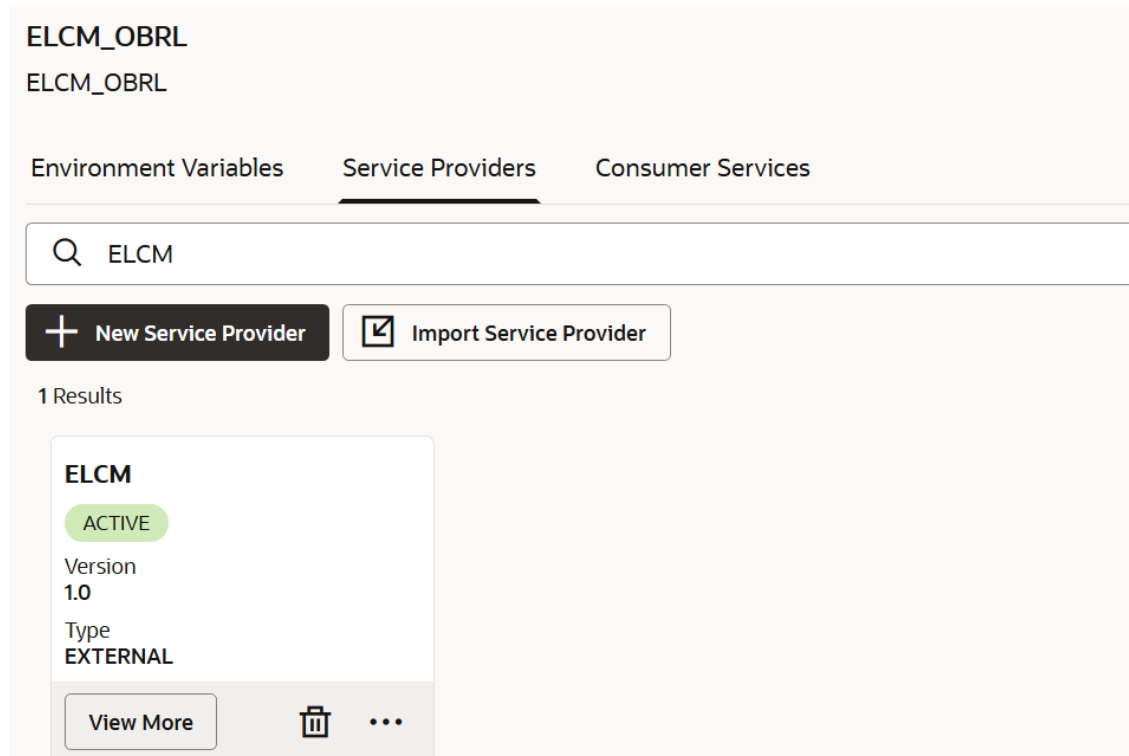 ELCM_OBRL
ELCM_OBRL
Environment Variables Service Providers Consumer Services
ELCM
New Service Provider Import Service Provider
1 Results
ELCM
ACTIVE
Version
1.0
Type
EXTERNAL
View More